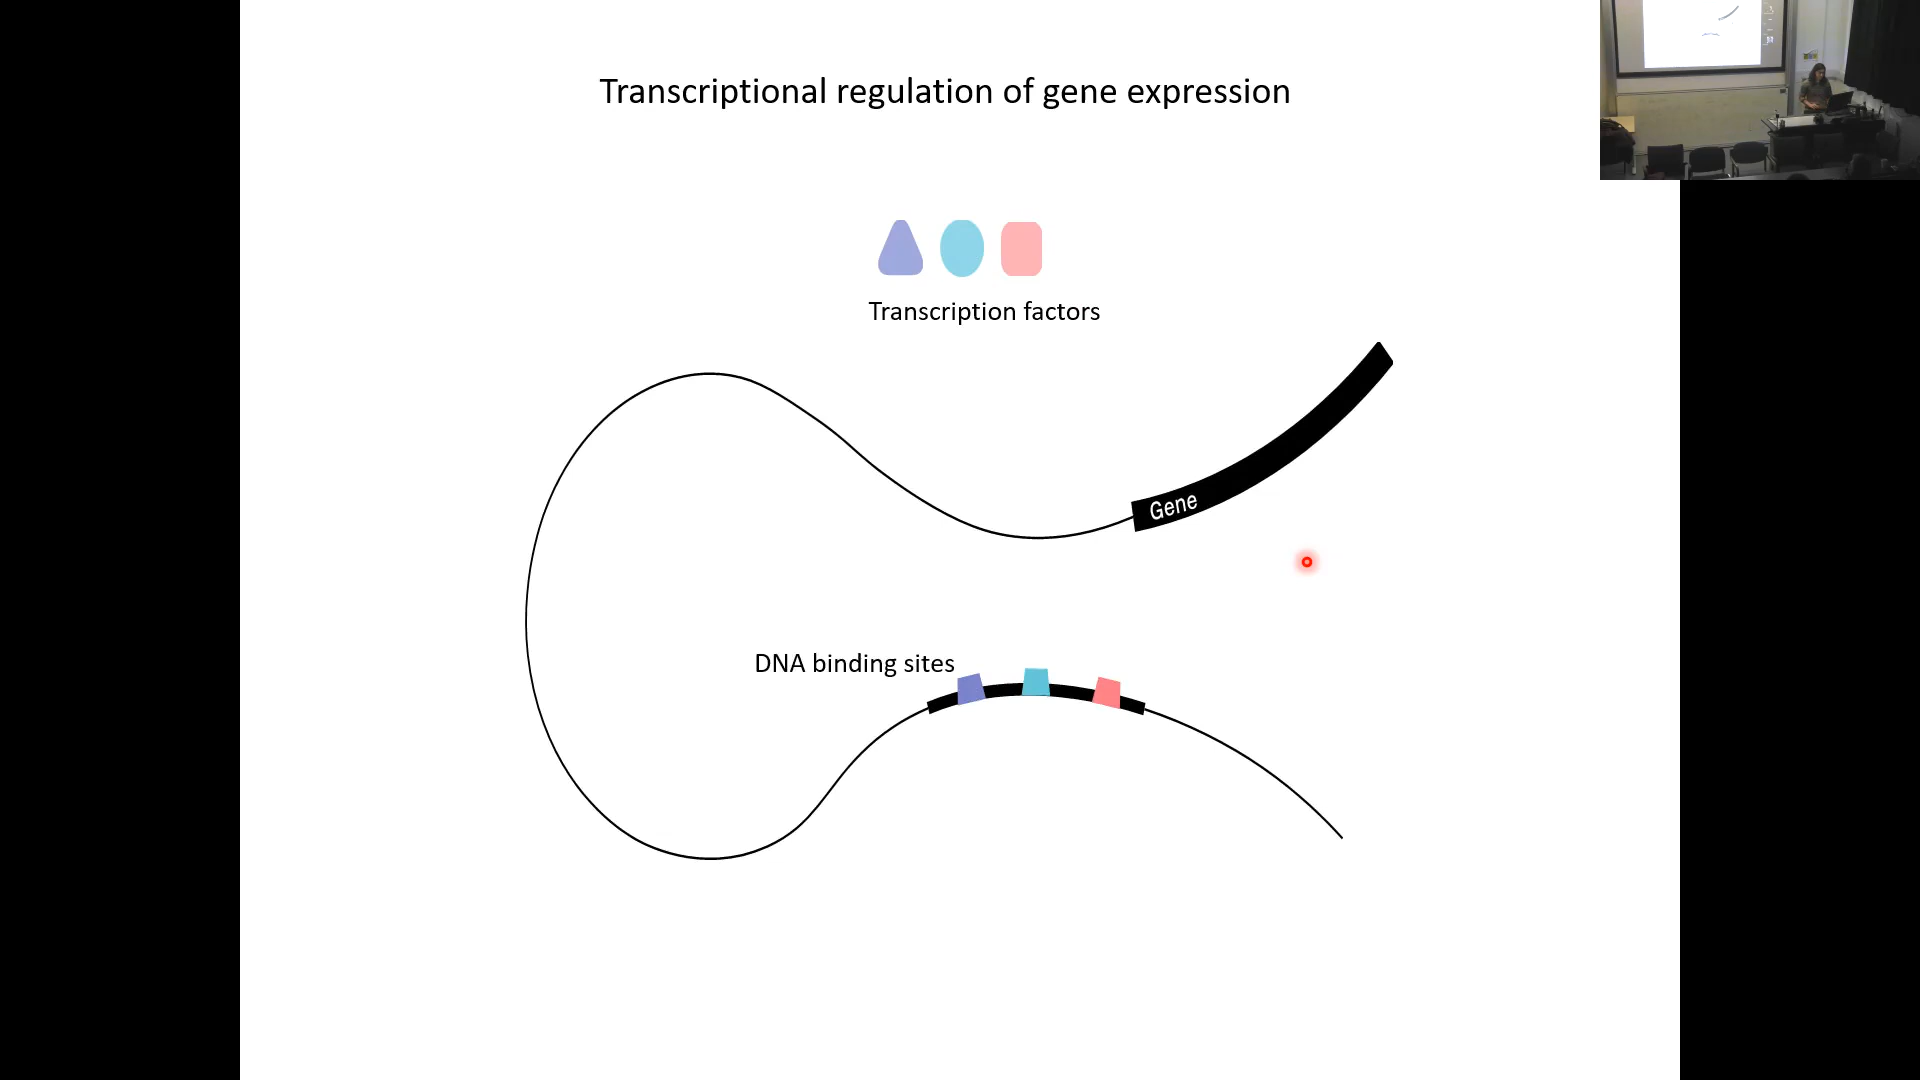 Transcriptional regulation of gene expression
Transcription factors
Gene
DNA binding sites